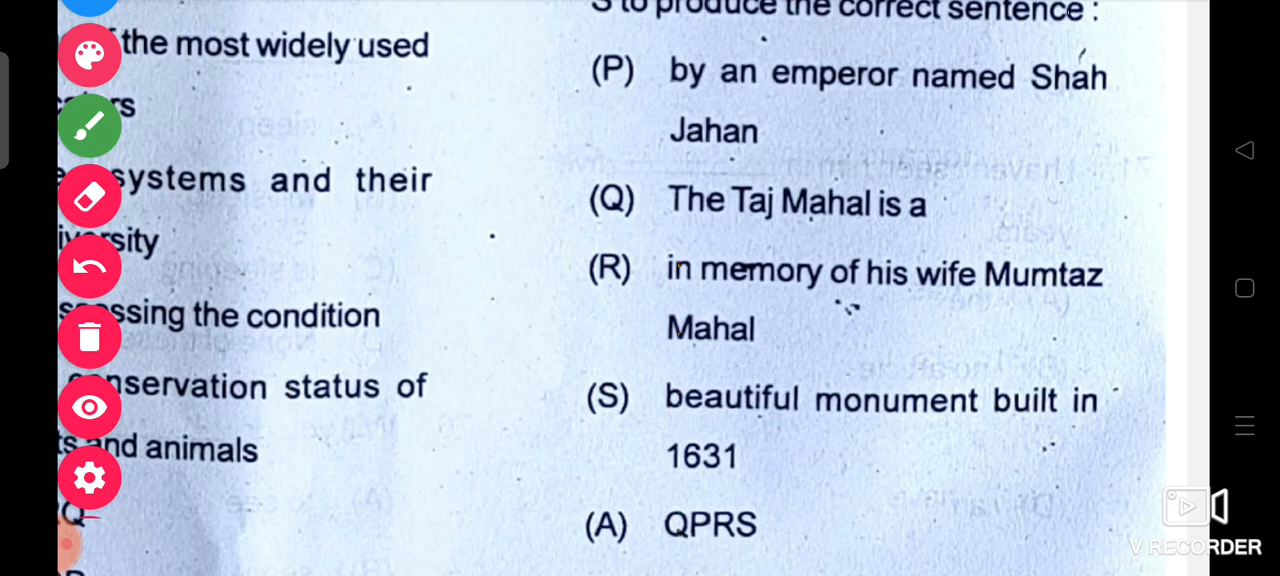 the most widely used
systems and their
ssing the condition
nservation status of
and animals
S to produce the correct sentence :
(P) by an emperor named Shah
Jahan
(Q) The Taj Mahal is a
(R) in memory of his wife Mumtaz
Mahal
(S) beautiful monument built in
1631
(A) QPRS
V RECORDER